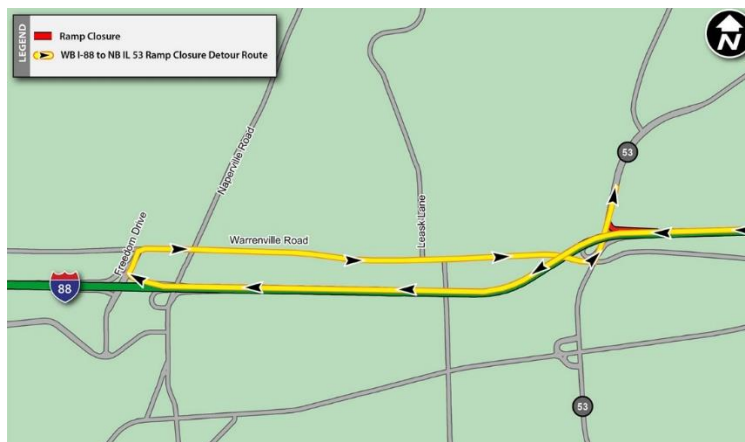 LEGEND
Ramp Closure
WB I-88 to NB IL 53 Ramp Closure Detour Route
N
53
Naperville Road
Freedom Drive
Warrenville Road
Leask Lane
88
53